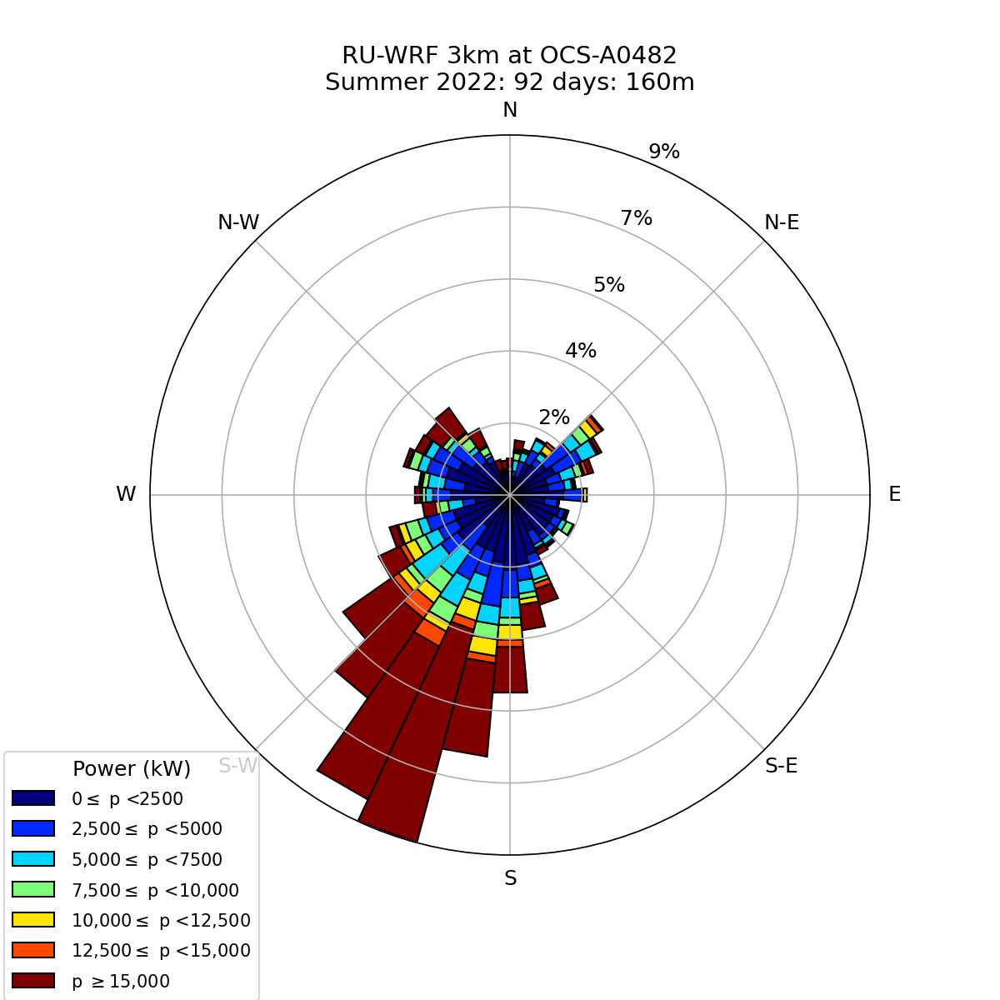 RU-WRF 3km at OCS-A0482
Summer 2022: 92 days: 160m
N
9%
N-W
7%
N-E
5%
4%
2%
W
E
S-W
S-E
S
Power (kW)
0≤ p <2500
2,500≤ p <5000
5,000≤ p <7500
7,500≤ p <10,000
10,000≤ p <12,500
12,500≤ p <15,000
p ≥15,000